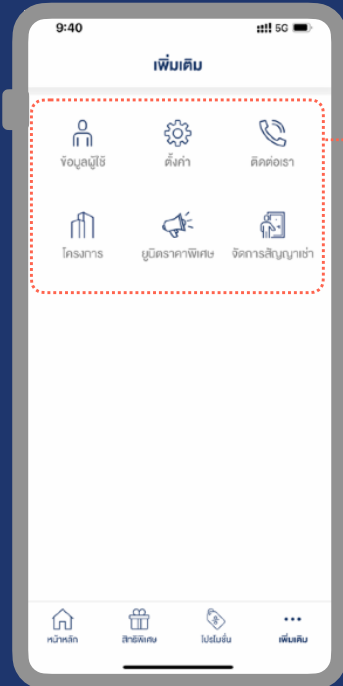 9:40 5G
เพิ่มเติม
ข้อมูลผู้ใช้ ตั้งค่า ติดต่อเรา
โครงการ ยูนิตราคาพิเศษ จัดการสัญญาเช่า
หน้าหลัก สิทธิพิเศษ โปรโมชั่น เพิ่มเติม